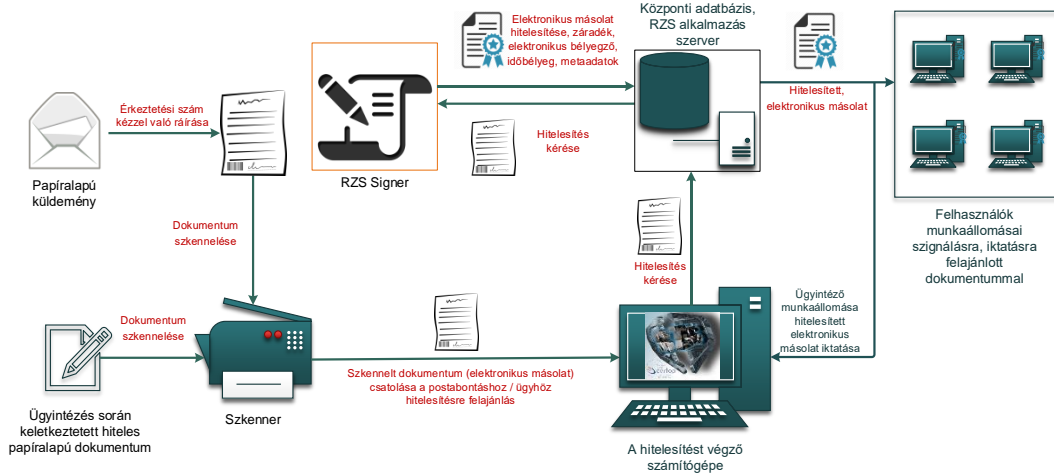 Elektronikus másolat
hitelesítése, záradék,
elektronikus bélyegző,
időbélyeg, metaadatok
Központi adatbázis,
RZS alkalmazás
szerver
Érkeztetési szám
kézzel való ráírása
Hitelesített,
elektronikus másolat
Hitelesítés
kérése
Papíralapú
küldemény
RZS Signer
Felhasználók
munkaállomásai
szignálásra, iktatásra
felajánlott
dokumentummal
Dokumentum
szkennelése
Hitelesítés
kérése
Dokumentum
szkennelése
Ügyintéző
munkaállomása
hitelesített
elektronikus
másolat iktatása
Szkennelt dokumentum (elektronikus másolat)
csatolása a postabontáshoz / ügyhöz
hitelesítésre felajánlás
Ügyintézés során
keletkeztetett hiteles
papíralapú dokumentum
Szkenner
A hitelesítést végző
számítógépe